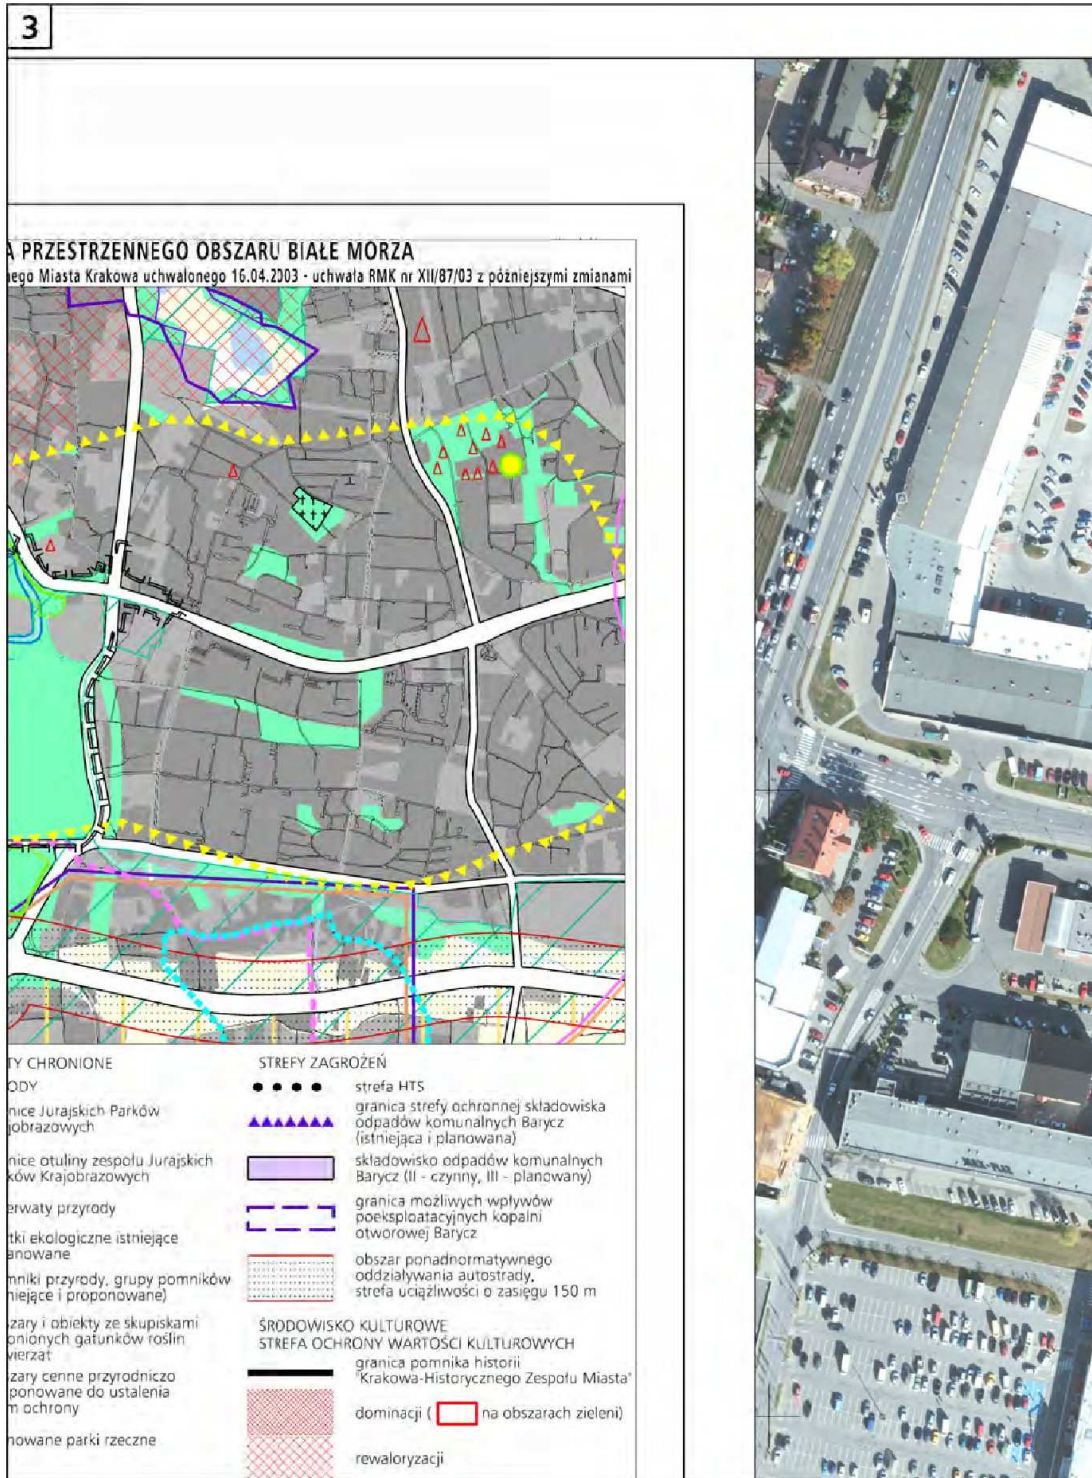 3
A PRZESTRZENNEGO OBSZARU BIAŁE MORZA
nego Miasta Krakowa uchwalonego 16.04.2003 - uchwała RMK nr XII/87/03 z późniejszymi zmianami
TY CHRONIONE
ODY
nice Jurajskich Parków
jobrazowych
nice otuliny zespołu Jurajskich
ków Krajobrazowych
erwaty przyrody
tki ekologiczne istniejące
anowane
mniki przyrody, grupy pomników
niejące i proponowane)
szary i obiekty ze skupiskami
onionych gatunków roślin
wierząt
szary cenne przyrodniczo
ponowane do ustalenia
m ochrony
nowane parki rzeczne
STREFY ZAGROŻEŃ
strefa HTS
granica strefy ochronnej składowiska
odpadów komunalnych Barycz
(istniejąca i planowana)
składowisko odpadów komunalnych
Barycz (II - czynny, III - planowany)
granica możliwych wpływów
poeksploatacyjnych kopalni
otworowej Barycz
obszar ponadnormatywnego
oddziaływania autostrady,
strefa uciążliwości o zasięgu 150 m
ŚRODOWISKO KULTUROWE
STREFA OCHRONY WARTOŚCI KULTUROWYCH
granica pomnika historii
"Krakowa-Historycznego Zespołu Miasta"
dominacji ( na obszarach zieleni)
rewaloryzacji